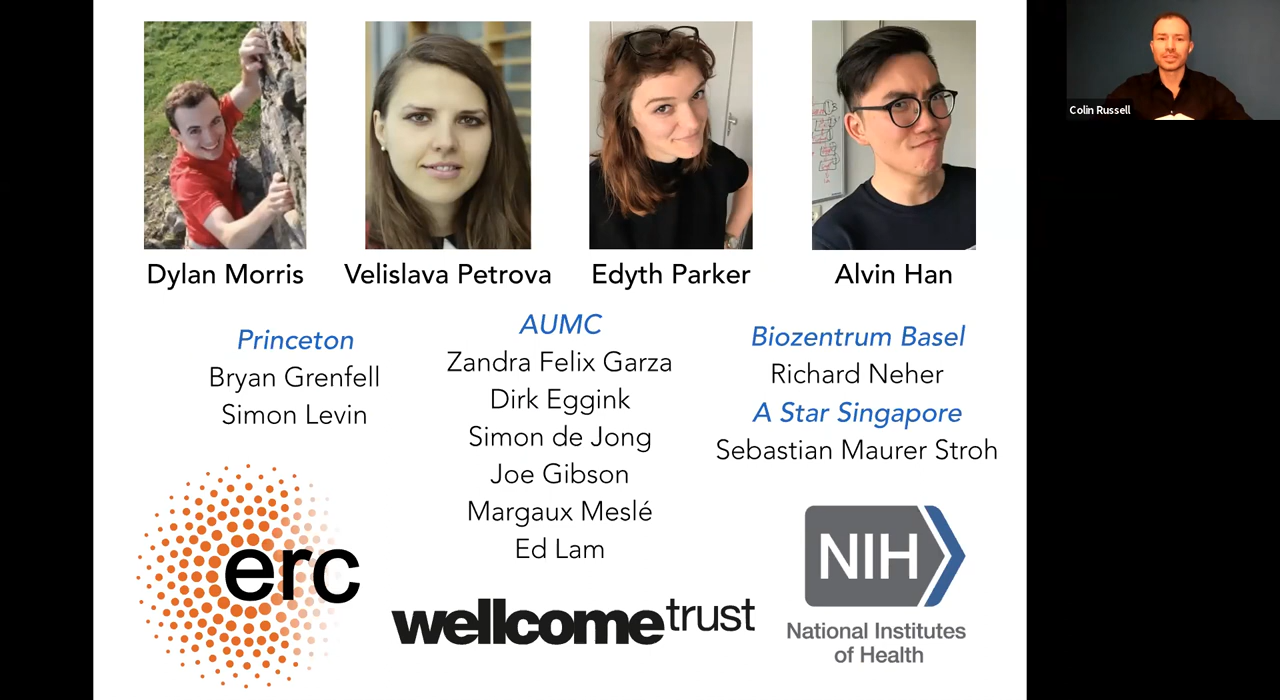 Colin Russell
Dylan Morris
Velislava Petrova
Edyth Parker
Alvin Han
Princeton
Bryan Grenfell
Simon Levin
AUMC
Zandra Felix Garza
Dirk Eggink
Simon de Jong
Joe Gibson
Margaux Meslé
Ed Lam
Biozentrum Basel
Richard Neher
A Star Singapore
Sebastian Maurer Stroh
erc
wellcometrust
NIH
National Institutes
of Health